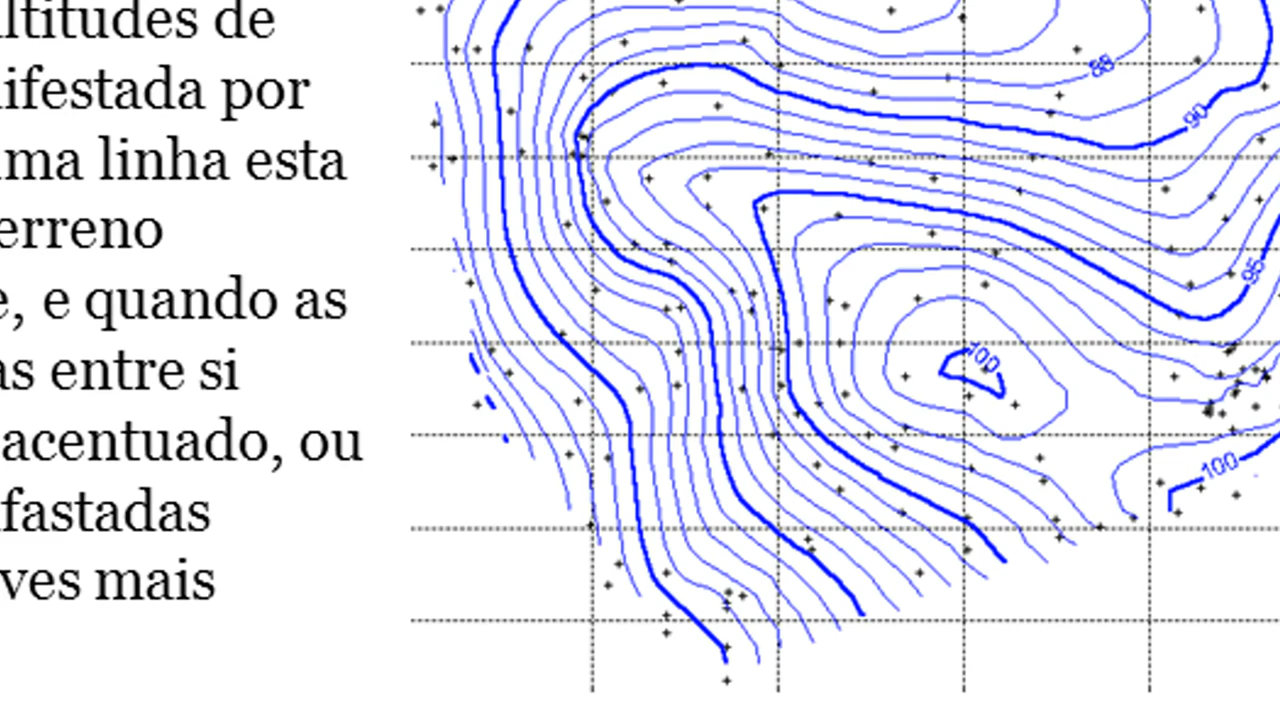 ltitudes de
ifestada por
ma linha esta
erreno
e, e quando as
as entre si
acentuado, ou
fastadas
ves mais
88
90
95
100
100